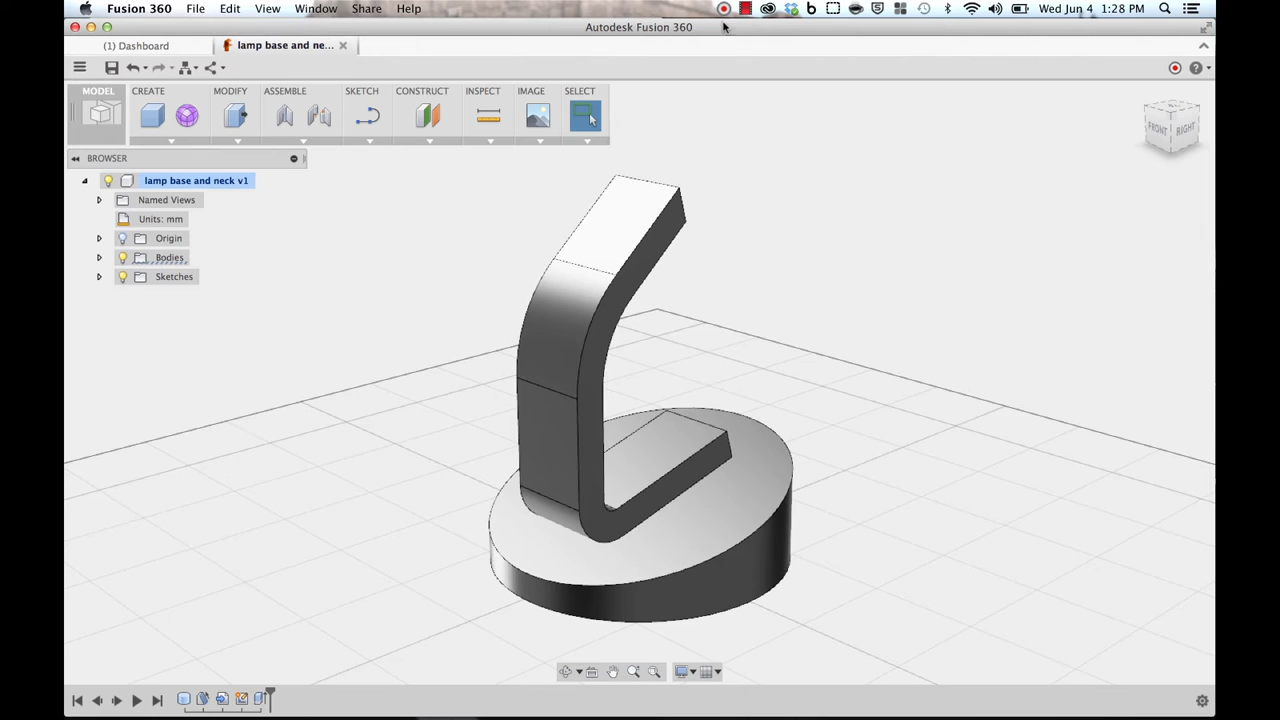 Fusion 360 File Edit View Window Share Help Wed Jun 4 1:28 PM
Autodesk Fusion 360
(1) Dashboard lamp base and ne...
MODEL CREATE MODIFY ASSEMBLE SKETCH CONSTRUCT INSPECT IMAGE SELECT
BROWSER
lamp base and neck v1
Named Views
Units: mm
Origin
Bodies
Sketches
FRONT RIGHT